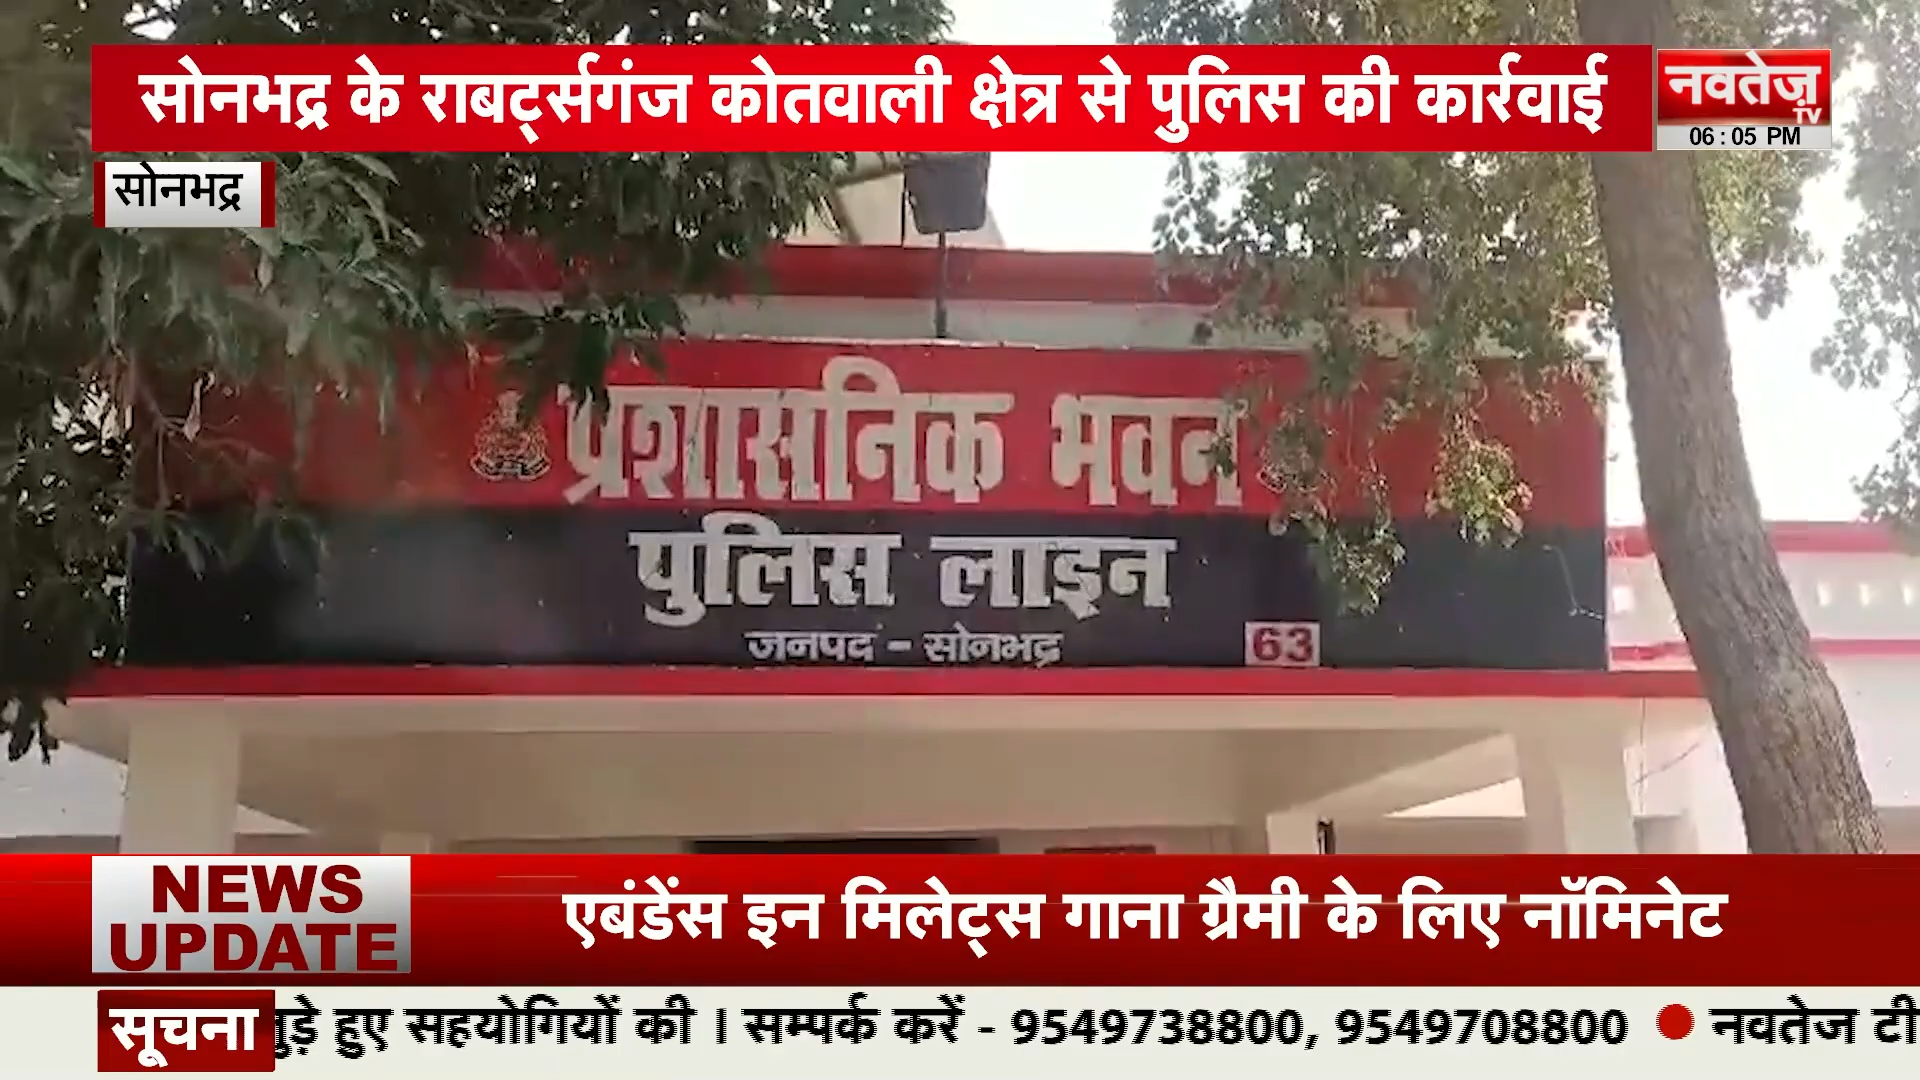 सोनभद्र के राबर्ट्सगंज कोतवाली क्षेत्र से पुलिस की कार्रवाई
नवतेज़ TV
06:05 PM
सोनभद्र
प्रशासनिक भवन
पुलिस लाइन
जनपद - सोनभद्र
63
NEWS
UPDATE
एबंडेंस इन मिलेट्स गाना ग्रैमी के लिए नॉमिनेट
सूचना
हुए सहयोगियों की । सम्पर्क करें - 9549738800, 9549708800 ● नवतेज टी